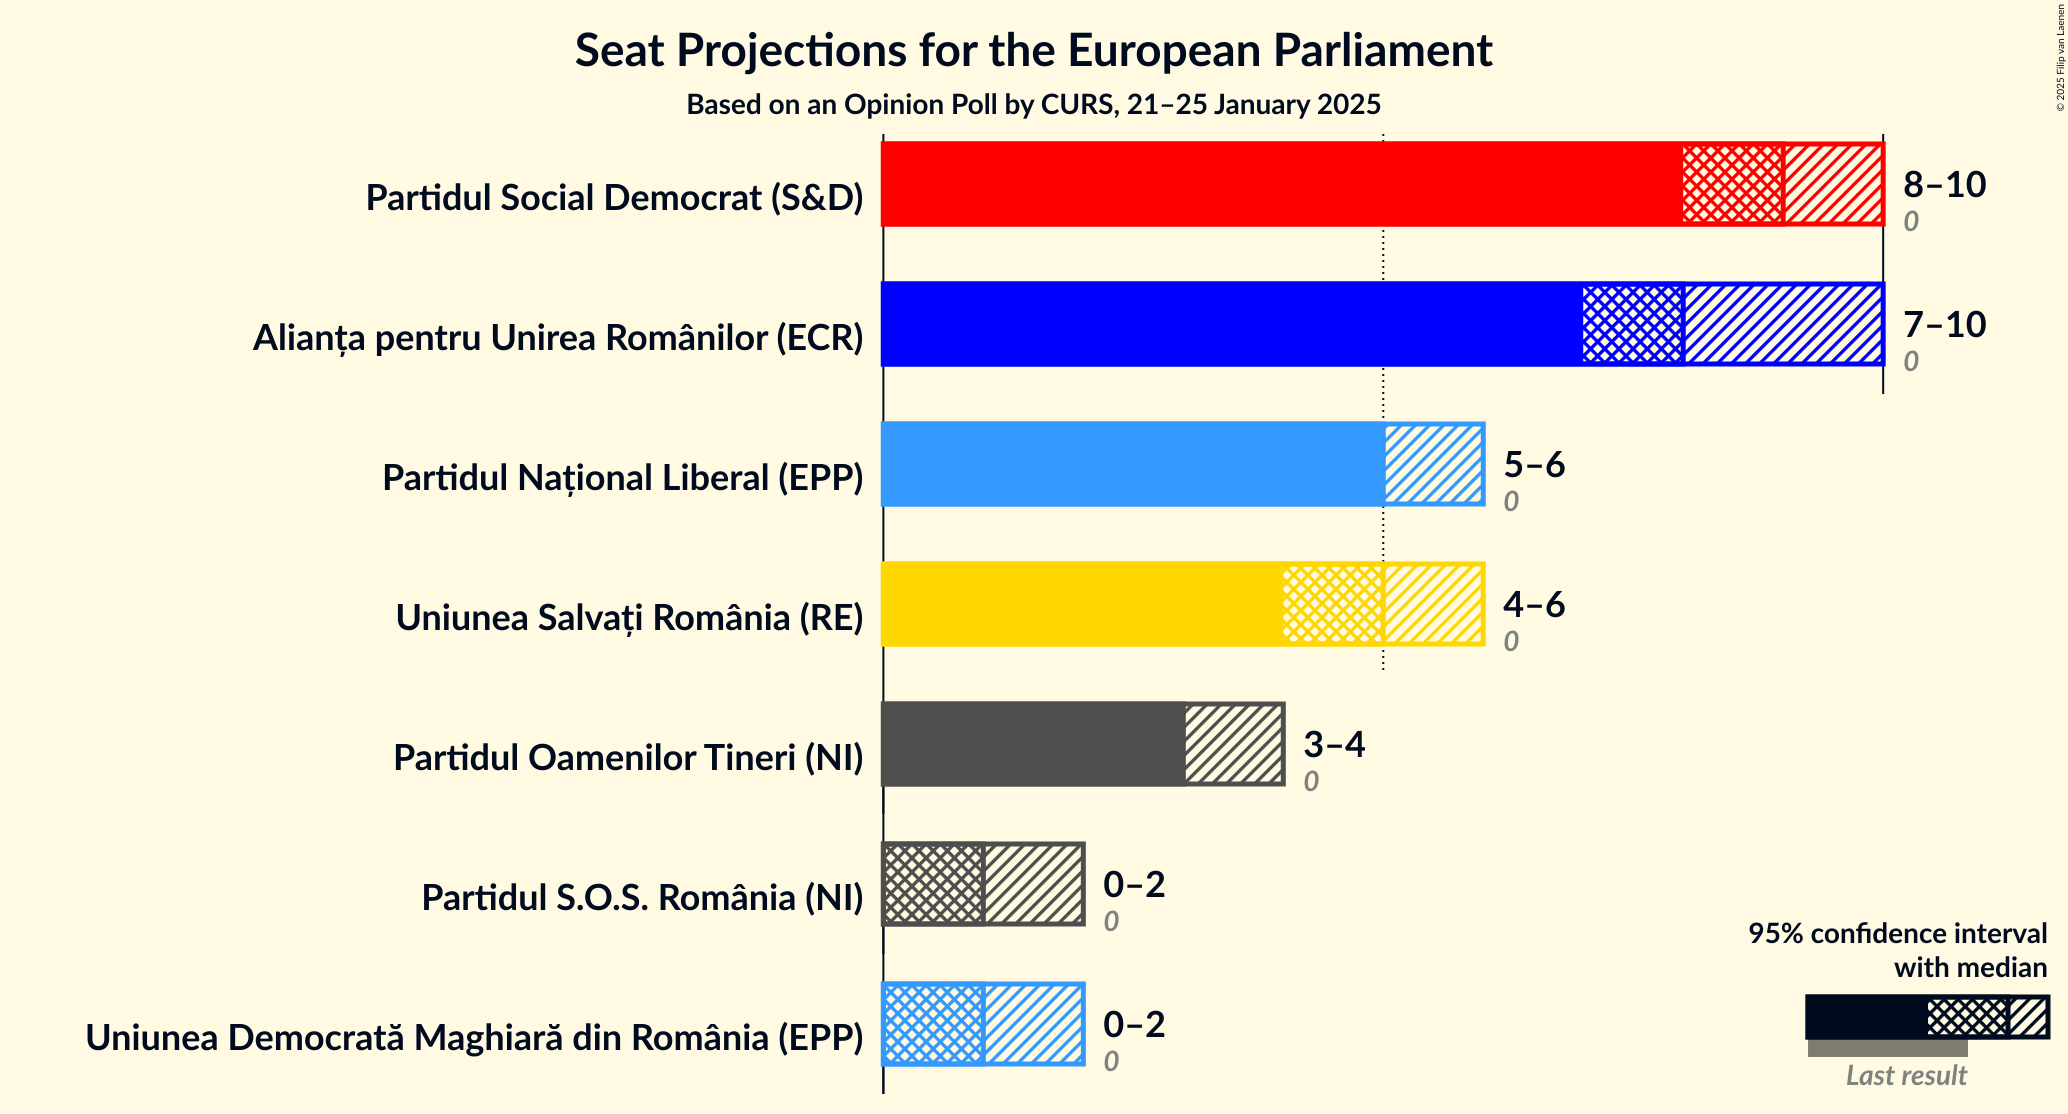 Seat Projections for the European Parliament
Based on an Opinion Poll by CURS, 21–25 January 2025
© 2025 Filip van Laenen
Partidul Social Democrat (S&D)
8–10
0
Alianța pentru Unirea Românilor (ECR)
7–10
0
Partidul Național Liberal (EPP)
5–6
0
Uniunea Salvați România (RE)
4–6
0
Partidul Oamenilor Tineri (NI)
3–4
0
Partidul S.O.S. România (NI)
0–2
0
Uniunea Democrată Maghiară din România (EPP)
0–2
0
95% confidence interval
with median
Last result